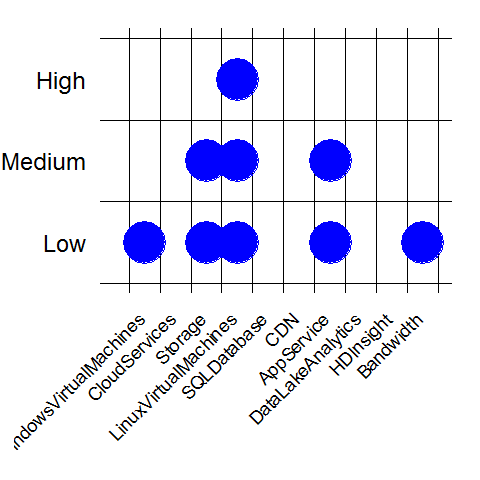 High
Medium
Low
ndowsVirtualMachines
CloudServices
Storage
LinuxVirtualMachines
SQLDatabase
CDN
AppService
DataLakeAnalytics
HDInsight
Bandwidth